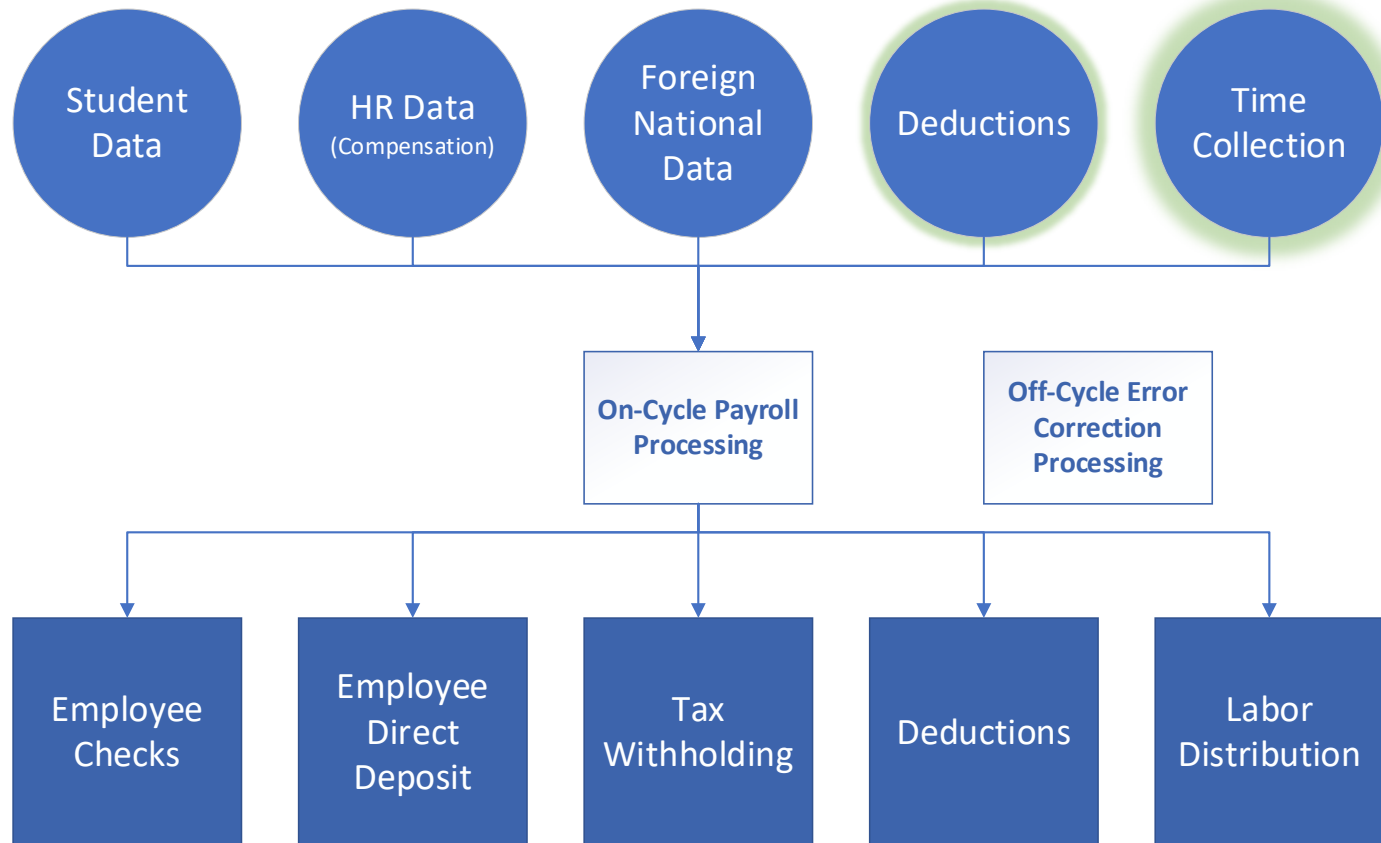 Student
Data
HR Data
(Compensation)
Foreign
National
Data
Deductions
Time
Collection
On-Cycle Payroll
Processing
Off-Cycle Error
Correction
Processing
Employee
Checks
Employee
Direct
Deposit
Tax
Withholding
Deductions
Labor
Distribution